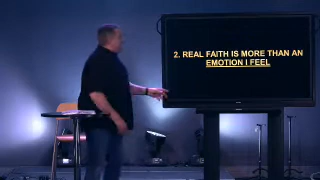 2. REAL FAITH IS MORE THAN AN
EMOTION I FEEL